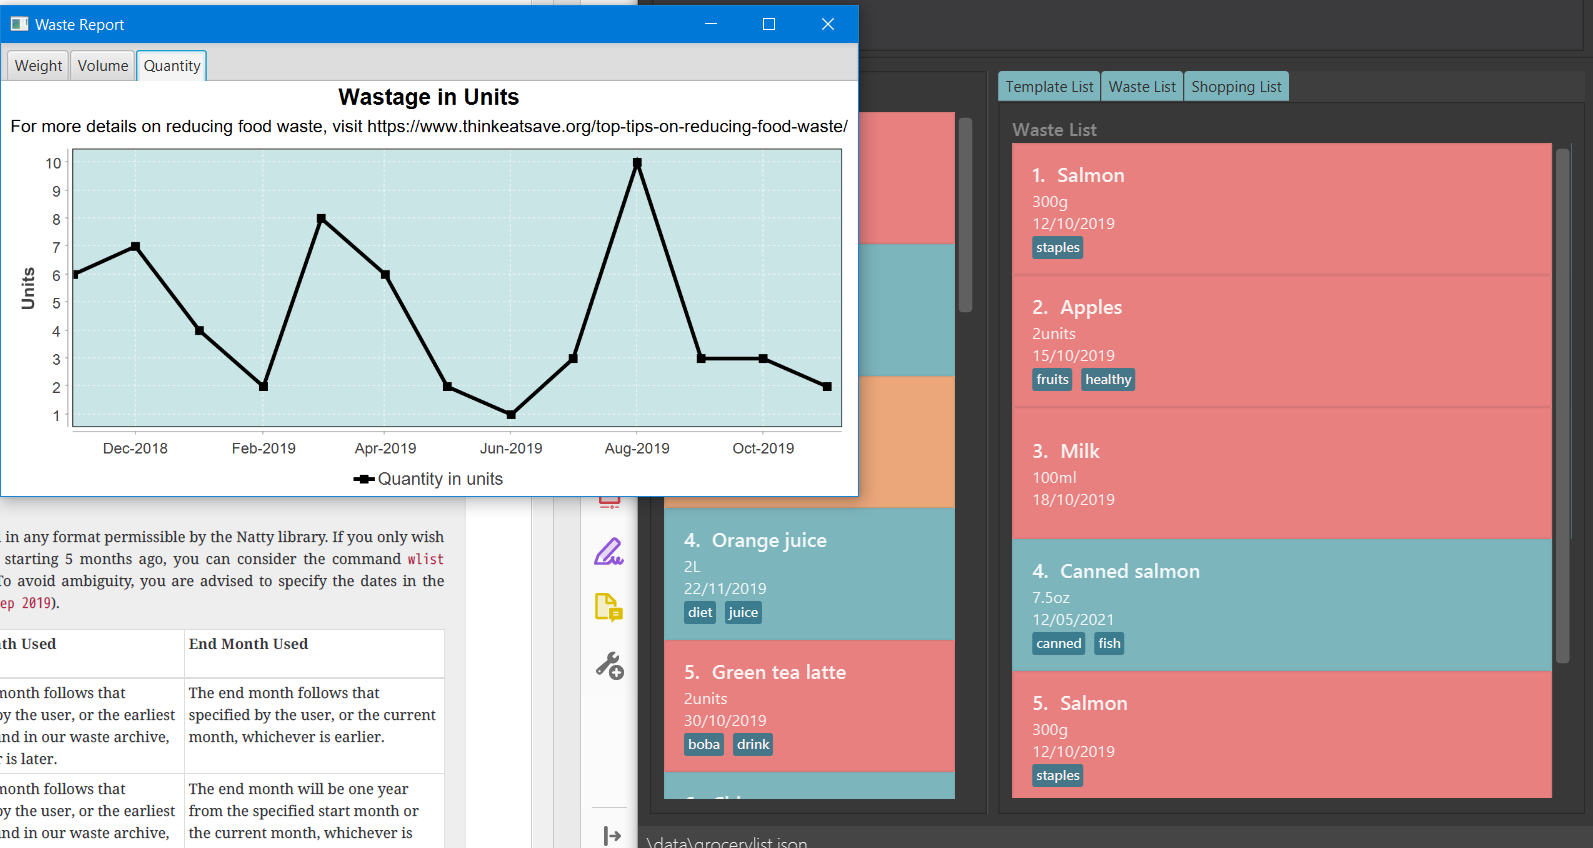 Waste Report
Weight
Volume
Quantity
Wastage in Units
For more details on reducing food waste, visit https://www.thinkeatsave.org/top-tips-on-reducing-food-waste/
Units
10
9
8
7
6
5
4
3
2
1
Dec-2018
Feb-2019
Apr-2019
Jun-2019
Aug-2019
Oct-2019
Quantity in units
in any format permissible by the Natty library. If you only wish
starting 5 months ago, you can consider the command wlist
To avoid ambiguity, you are advised to specify the dates in the
ep 2019).
th Used
End Month Used
month follows that
by the user, or the earliest
nd in our waste archive,
r is later.
The end month follows that
specified by the user, or the current
month, whichever is earlier.
month follows that
by the user, or the earliest
nd in our waste archive,
The end month will be one year
from the specified start month or
the current month, whichever is
4. Orange juice
2L
22/11/2019
diet juice
5. Green tea latte
2units
30/10/2019
boba drink
Template List
Waste List
Shopping List
Waste List
1. Salmon
300g
12/10/2019
staples
2. Apples
2units
15/10/2019
fruits healthy
3. Milk
100ml
18/10/2019
4. Canned salmon
7.5oz
12/05/2021
canned fish
5. Salmon
300g
12/10/2019
staples
\data\grocerylist.json